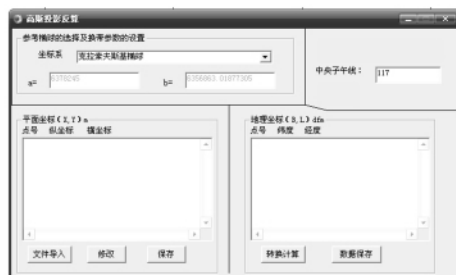 高斯投影反算
参考椭球的选择及换带参数的设置
坐标系 克拉索夫斯基椭球
a= 6378245 b= 6356863.01877305
中央子午线： 117
平面坐标(X,Y)m
点号 纵坐标 横坐标
地理坐标(B,L)dfm
点号 纬度 经度
文件导入 修改 保存
转换计算 数据保存